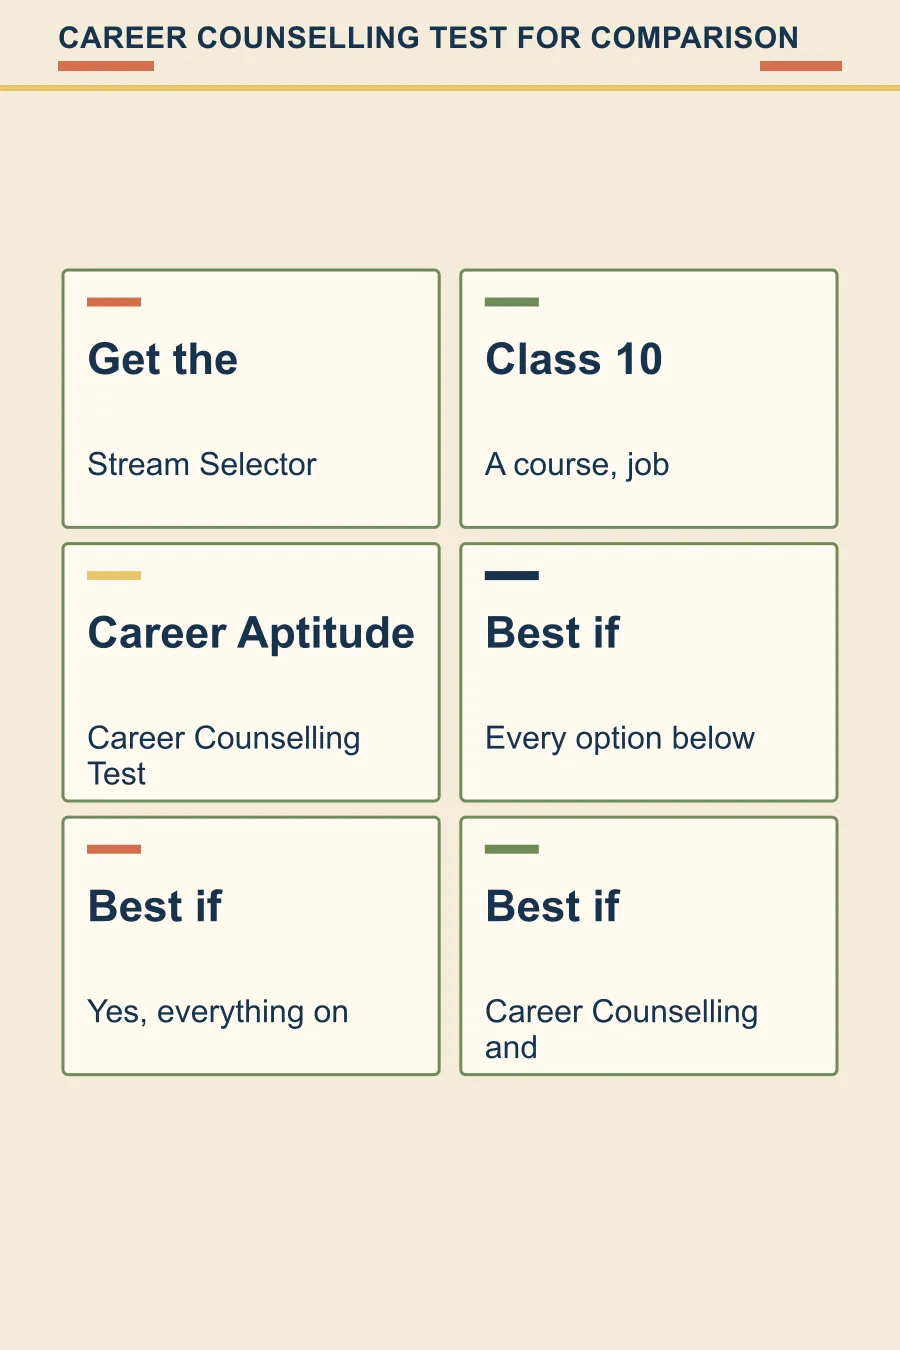 CAREER COUNSELLING TEST FOR COMPARISON
Get the
Stream Selector
Class 10
A course, job
Career Aptitude
Career Counselling
Test
Best if
Every option below
Best if
Yes, everything on
Best if
Career Counselling
and